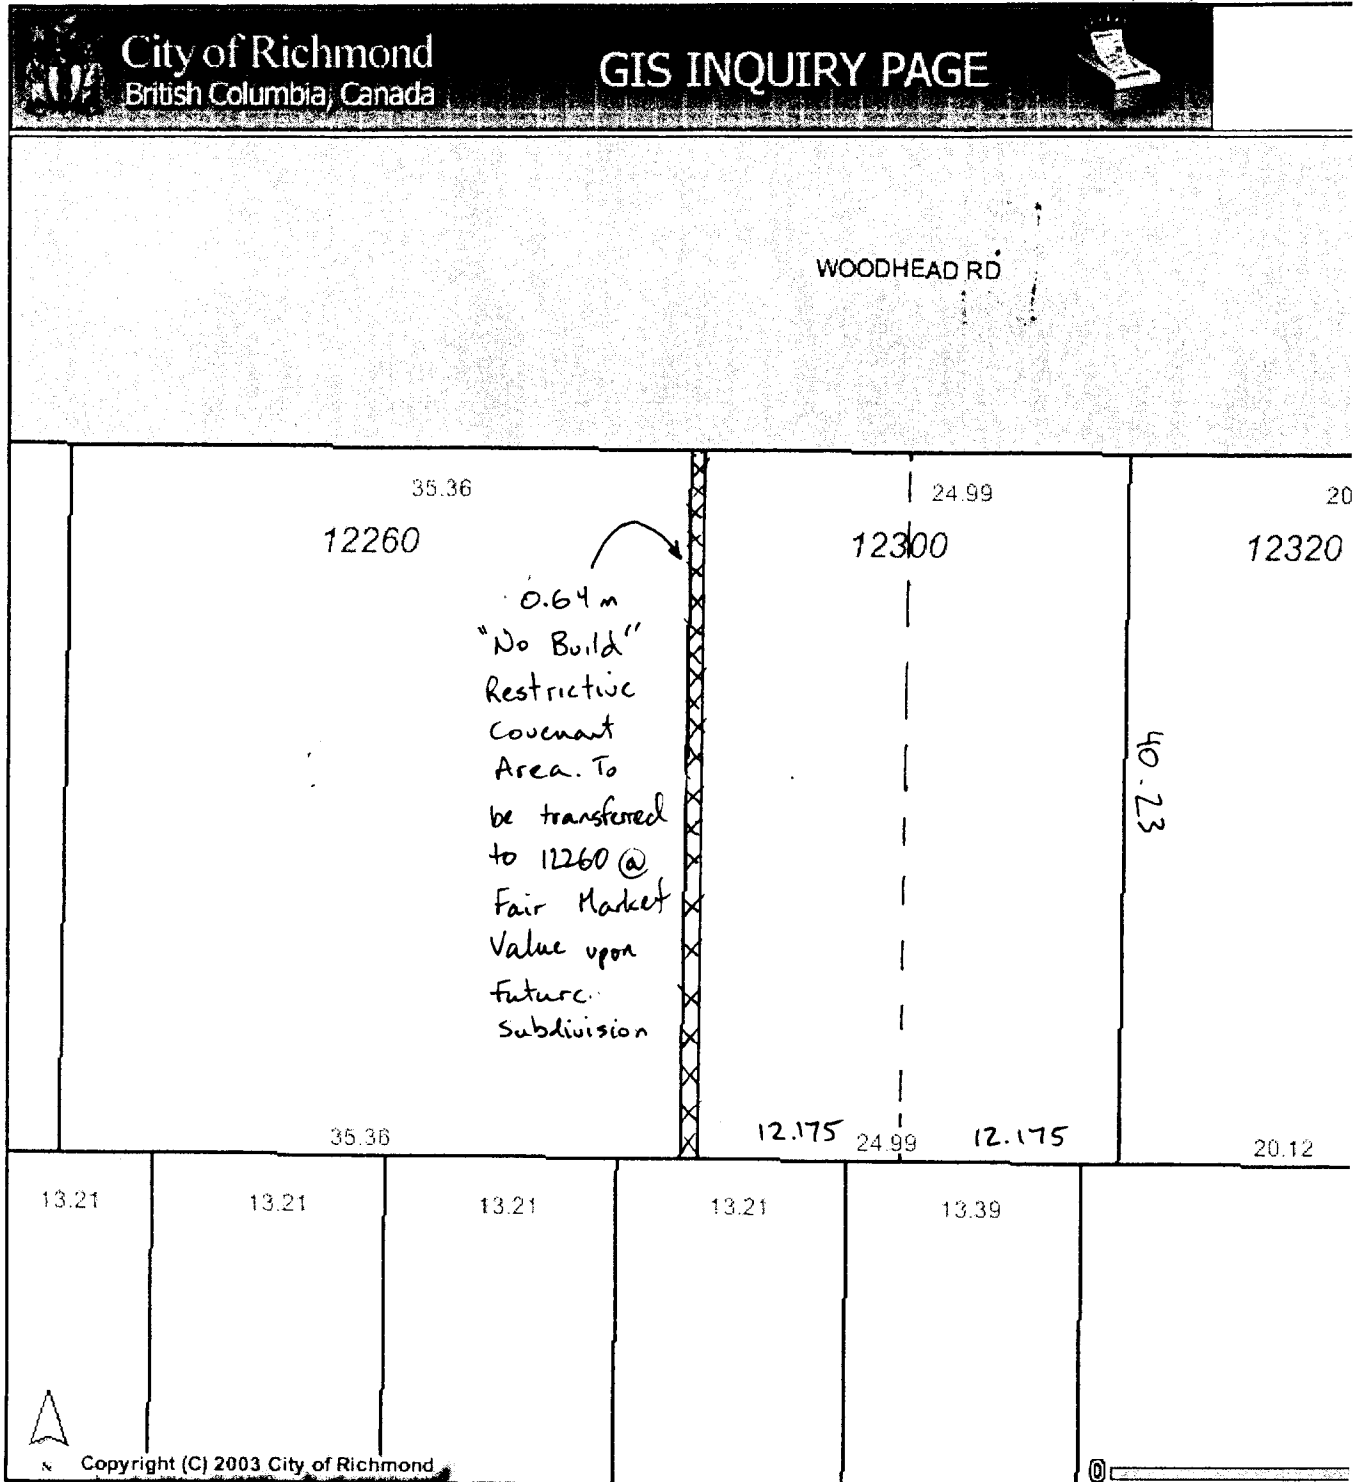 City of Richmond
British Columbia, Canada
GIS INQUIRY PAGE
WOODHEAD RD
35.36
24.99
20
12260
12300
12320
0.64 m
"No Build"
Restrictive
Covenant
Area. To
be transferred
to 12260 @
Fair Market
Value upon
future
Subdivision
40.23
35.36
12.175
24.99
12.175
20.12
13.21
13.21
13.21
13.21
13.39
N
Copyright (C) 2003 City of Richmond
0